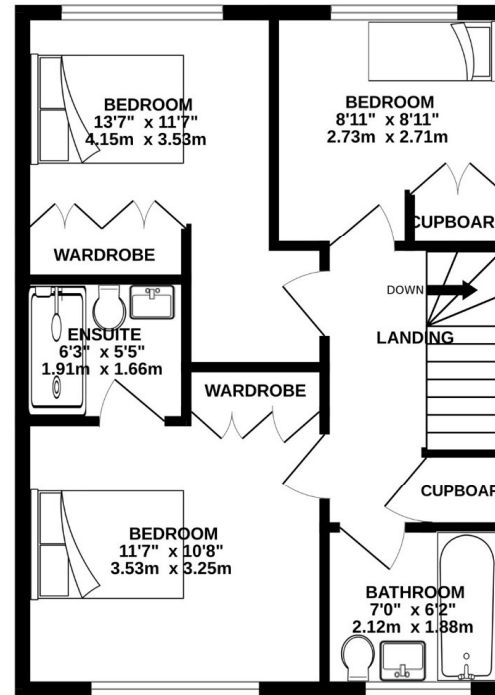 BEDROOM
13'7" x 11'7"
4.15m x 3.53m
BEDROOM
8'11" x 8'11"
2.73m x 2.71m
CUPBOAR
WARDROBE
DOWN
ENSUITE
6'3" x 5'5"
1.91m x 1.66m
LANDING
WARDROBE
CUPBOAR
BEDROOM
11'7" x 10'8"
3.53m x 3.25m
BATHROOM
7'0" x 6'2"
2.12m x 1.88m